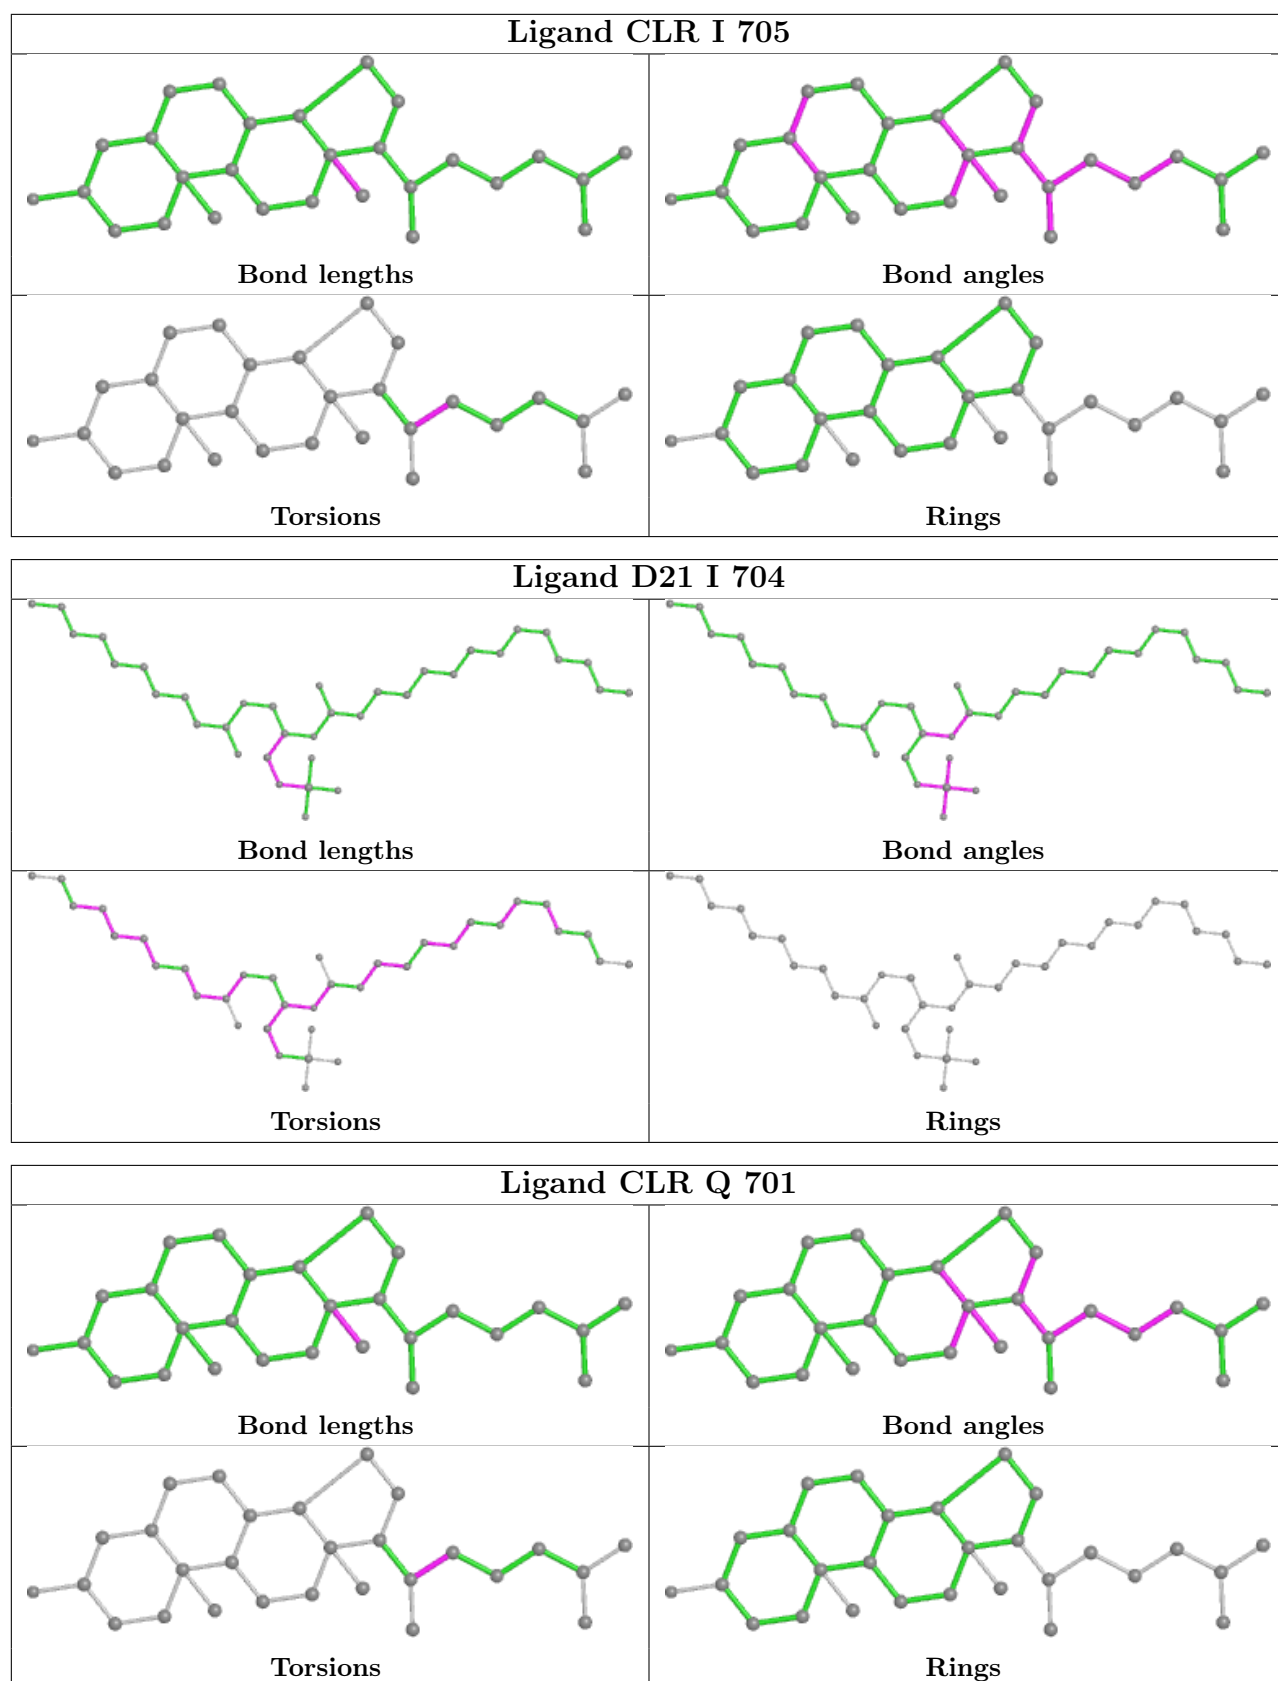 Ligand CLR I 705
Bond lengths
Bond angles
Torsions
Rings
Ligand D21 I 704
Bond lengths
Bond angles
Torsions
Rings
Ligand CLR Q 701
Bond lengths
Bond angles
Torsions
Rings